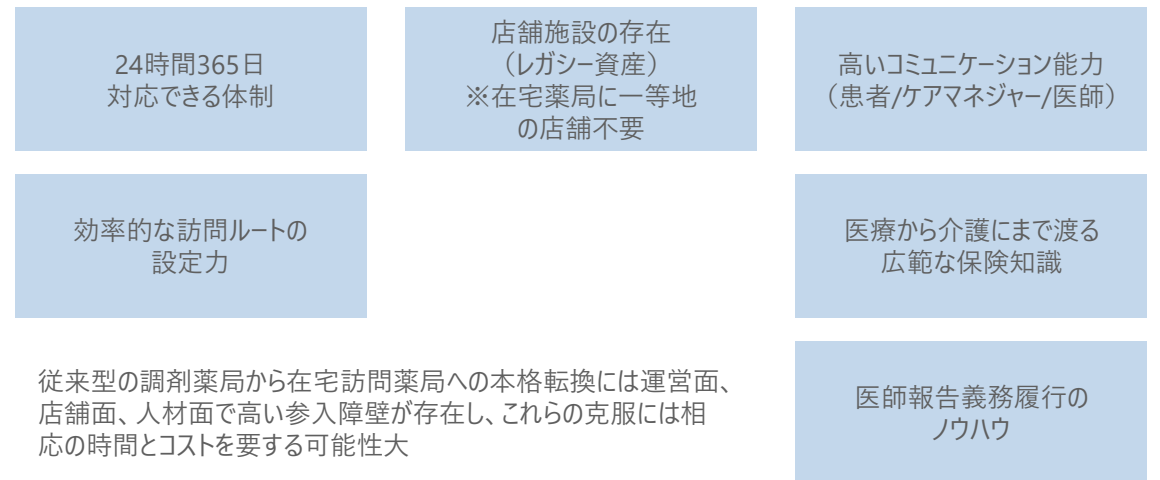 24時間365日
対応できる体制
店舗施設の存在
（レガシー資産）
※在宅薬局に一等地
の店舗不要
高いコミュニケーション能力
（患者/ケアマネジャー/医師）
効率的な訪問ルートの
設定力
医療から介護にまで渡る
広範な保険知識
従来型の調剤薬局から在宅訪問薬局への本格転換には運営面、
店舗面、人材面で高い参入障壁が存在し、これらの克服には相
応の時間とコストを要する可能性大
医師報告義務履行の
ノウハウ